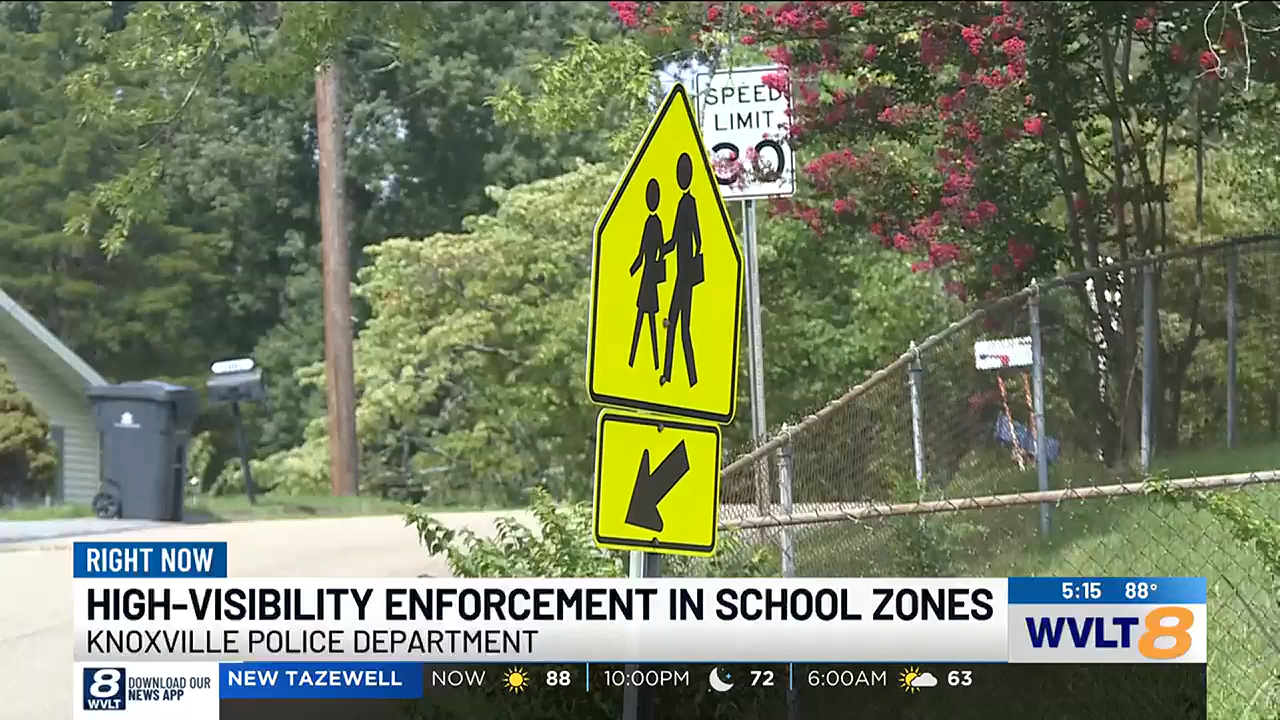 SPEED
LIMIT
RIGHT NOW
HIGH-VISIBILITY ENFORCEMENT IN SCHOOL ZONES
KNOXVILLE POLICE DEPARTMENT
5:15 88°
WVLT 8
8 WVLT DOWNLOAD OUR NEWS APP
NEW TAZEWELL NOW 88 10:00PM 72 6:00AM 63